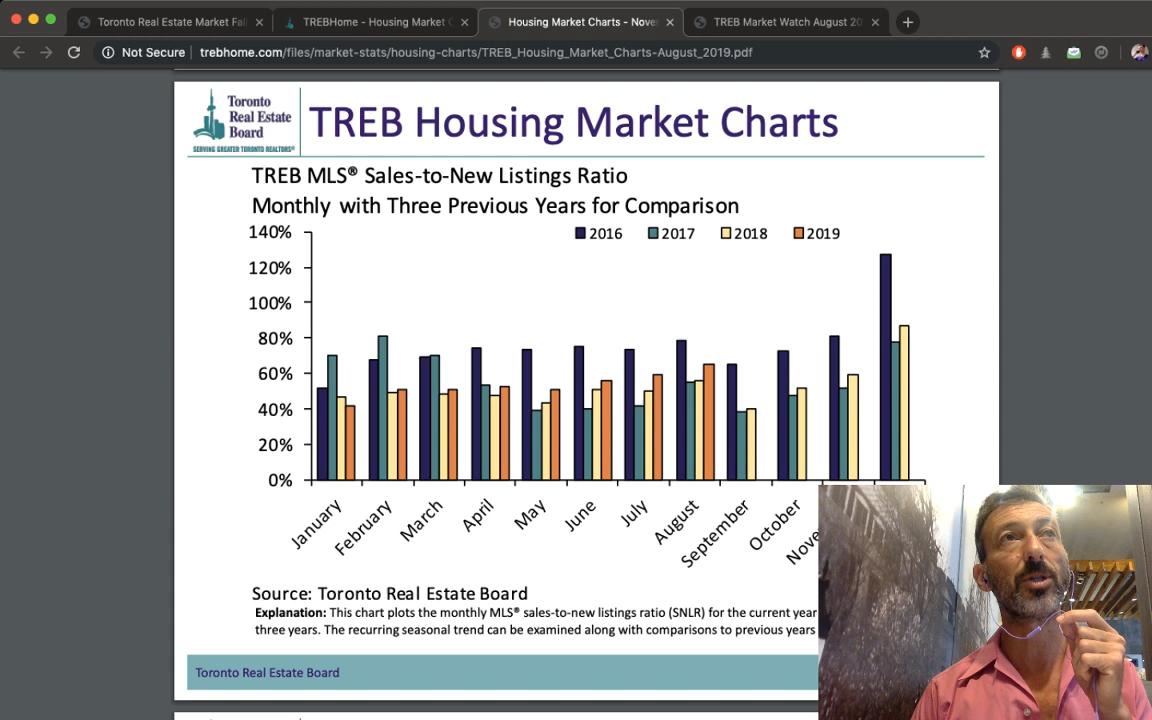 Toronto Real Estate Market Fal
TREBHome - Housing Market C
Housing Market Charts - Nove
TREB Market Watch August 20
Not Secure
trebhome.com/files/market-stats/housing-charts/TREB_Housing_Market_Charts-August_2019.pdf
Toronto
Real Estate
Board
SERVING GREATER TORONTO REALTORS®
TREB Housing Market Charts
TREB MLS® Sales-to-New Listings Ratio
Monthly with Three Previous Years for Comparison
2016 2017 2018 2019
140%
120%
100%
80%
60%
40%
20%
0%
January February March April May June July August September October Nove
Source: Toronto Real Estate Board
Explanation: This chart plots the monthly MLS® sales-to-new listings ratio (SNLR) for the current year
three years. The recurring seasonal trend can be examined along with comparisons to previous years
Toronto Real Estate Board